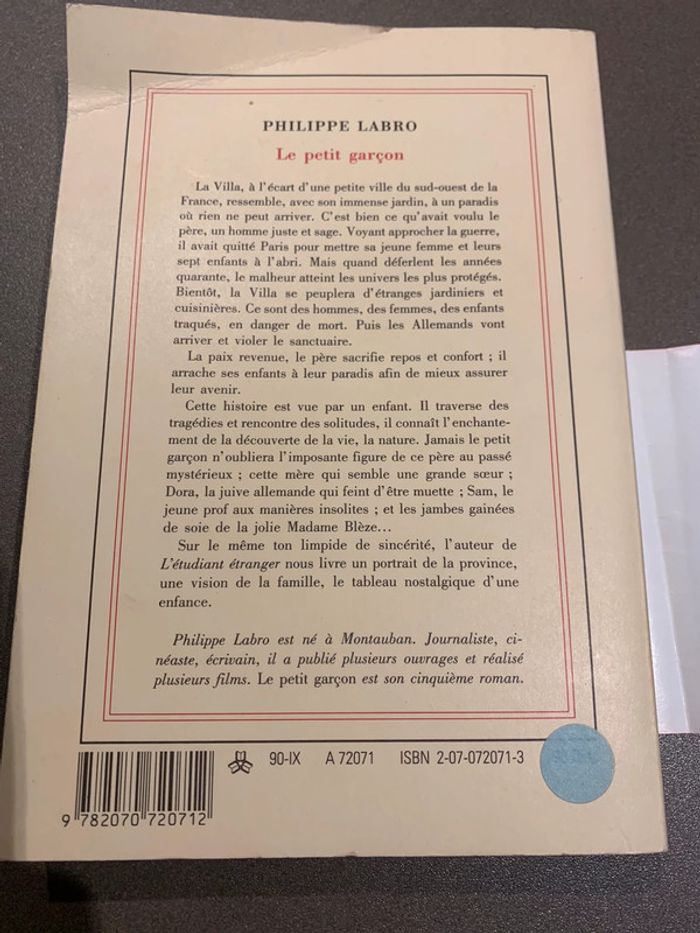 PHILIPPE LABRO
Le petit garçon
La Villa, à l'écart d'une petite ville du sud-ouest de la
France, ressemble, avec son immense jardin, à un paradis
où rien ne peut arriver. C'est bien ce qu'avait voulu le
père, un homme juste et sage. Voyant approcher la guerre,
il avait quitté Paris pour mettre sa jeune femme et leurs
sept enfants à l'abri. Mais quand déferlent les années
quarante, le malheur atteint les univers les plus protégés.
Bientôt, la Villa se peuplera d'étranges jardiniers et
cuisinières. Ce sont des hommes, des femmes, des enfants
traqués, en danger de mort. Puis les Allemands vont
arriver et violer le sanctuaire.
La paix revenue, le père sacrifie repos et confort ; il
arrache ses enfants à leur paradis afin de mieux assurer
leur avenir.
Cette histoire est vue par un enfant. Il traverse des
tragédies et rencontre des solitudes, il connaît l'enchante-
ment de la découverte de la vie, la nature. Jamais le petit
garçon n'oubliera l'imposante figure de ce père au passé
mystérieux ; cette mère qui semble une grande sœur ;
Dora, la juive allemande qui feint d'être muette ; Sam, le
jeune prof aux manières insolites ; et les jambes gainées
de soie de la jolie Madame Blèze...
Sur le même ton limpide de sincérité, l'auteur de
L'étudiant étranger nous livre un portrait de la province,
une vision de la famille, le tableau nostalgique d'une
enfance.
Philippe Labro est né à Montauban. Journaliste, ci-
néaste, écrivain, il a publié plusieurs ouvrages et réalisé
plusieurs films. Le petit garçon est son cinquième roman.
90-IX A 72071 ISBN 2-07-072071-3
9 782070 720712